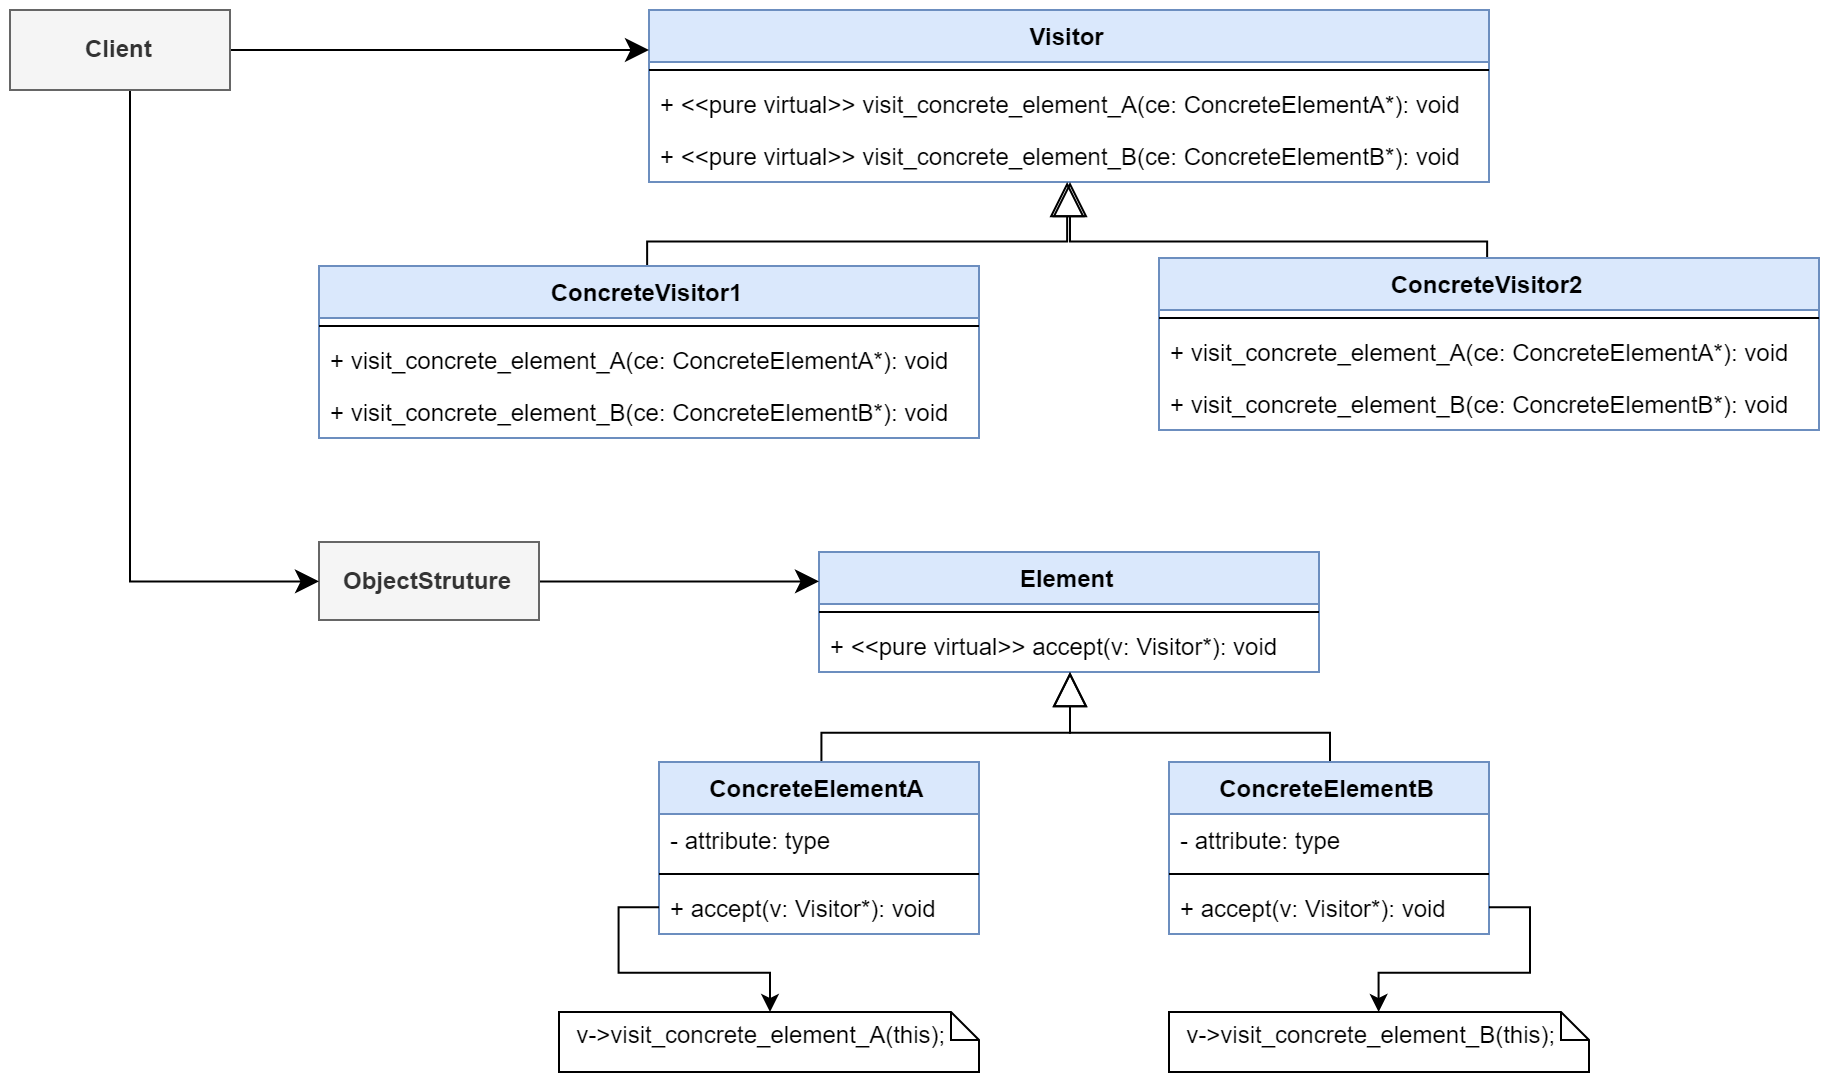 Client
Visitor
+ <<pure virtual>> visit_concrete_element_A(ce: ConcreteElementA*): void
+ <<pure virtual>> visit_concrete_element_B(ce: ConcreteElementB*): void
ConcreteVisitor1
+ visit_concrete_element_A(ce: ConcreteElementA*): void
+ visit_concrete_element_B(ce: ConcreteElementB*): void
ConcreteVisitor2
+ visit_concrete_element_A(ce: ConcreteElementA*): void
+ visit_concrete_element_B(ce: ConcreteElementB*): void
ObjectStruture
Element
+ <<pure virtual>> accept(v: Visitor*): void
ConcreteElementA
- attribute: type
+ accept(v: Visitor*): void
ConcreteElementB
- attribute: type
+ accept(v: Visitor*): void
v->visit_concrete_element_A(this);
v->visit_concrete_element_B(this);